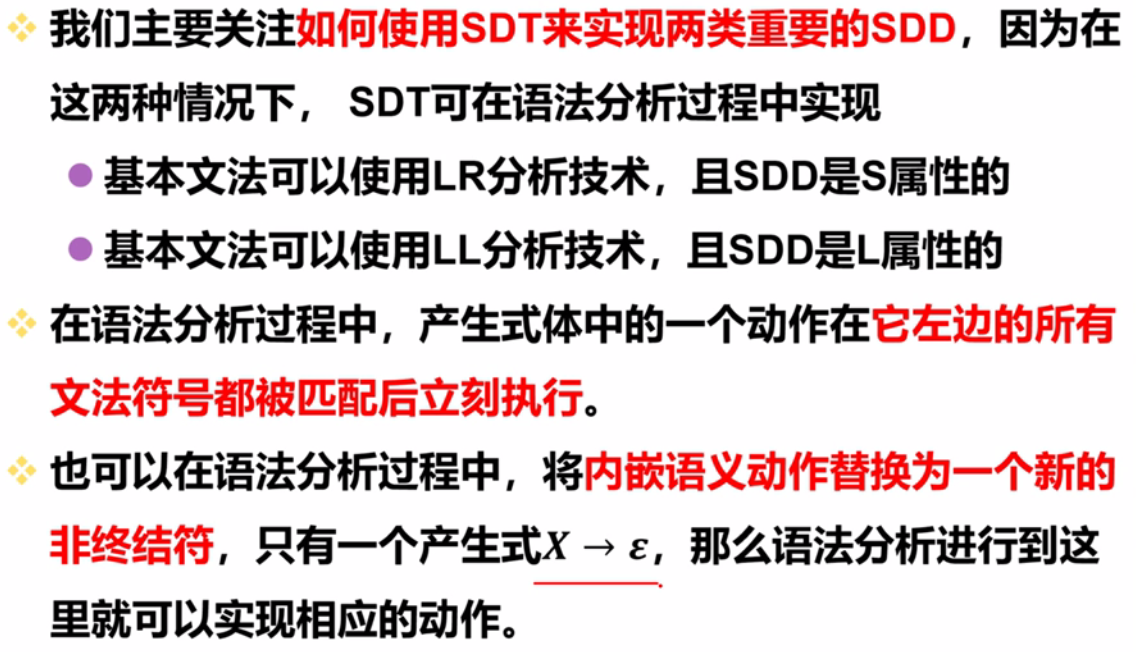 我们主要关注如何使用SDT来实现两类重要的SDD，因为在
这两种情况下， SDT可在语法分析过程中实现
基本文法可以使用LR分析技术，且SDD是S属性的
基本文法可以使用LL分析技术，且SDD是L属性的
在语法分析过程中，产生式体中的一个动作在它左边的所有
文法符号都被匹配后立刻执行。
也可以在语法分析过程中，将内嵌语义动作替换为一个新的
非终结符，只有一个产生式X → ε，那么语法分析进行到这
里就可以实现相应的动作。